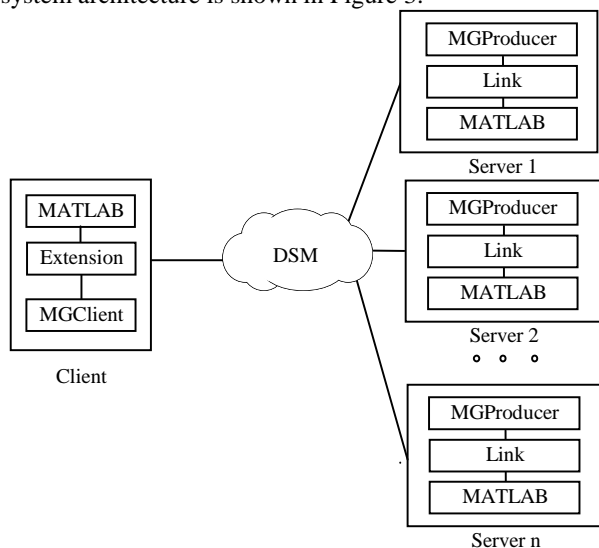 system architecture is shown in Figure 3.
MGProducer
Link
MATLAB
Server 1
MATLAB
Extension
MGClient
Client
DSM
MGProducer
Link
MATLAB
Server 2
MGProducer
Link
MATLAB
Server n